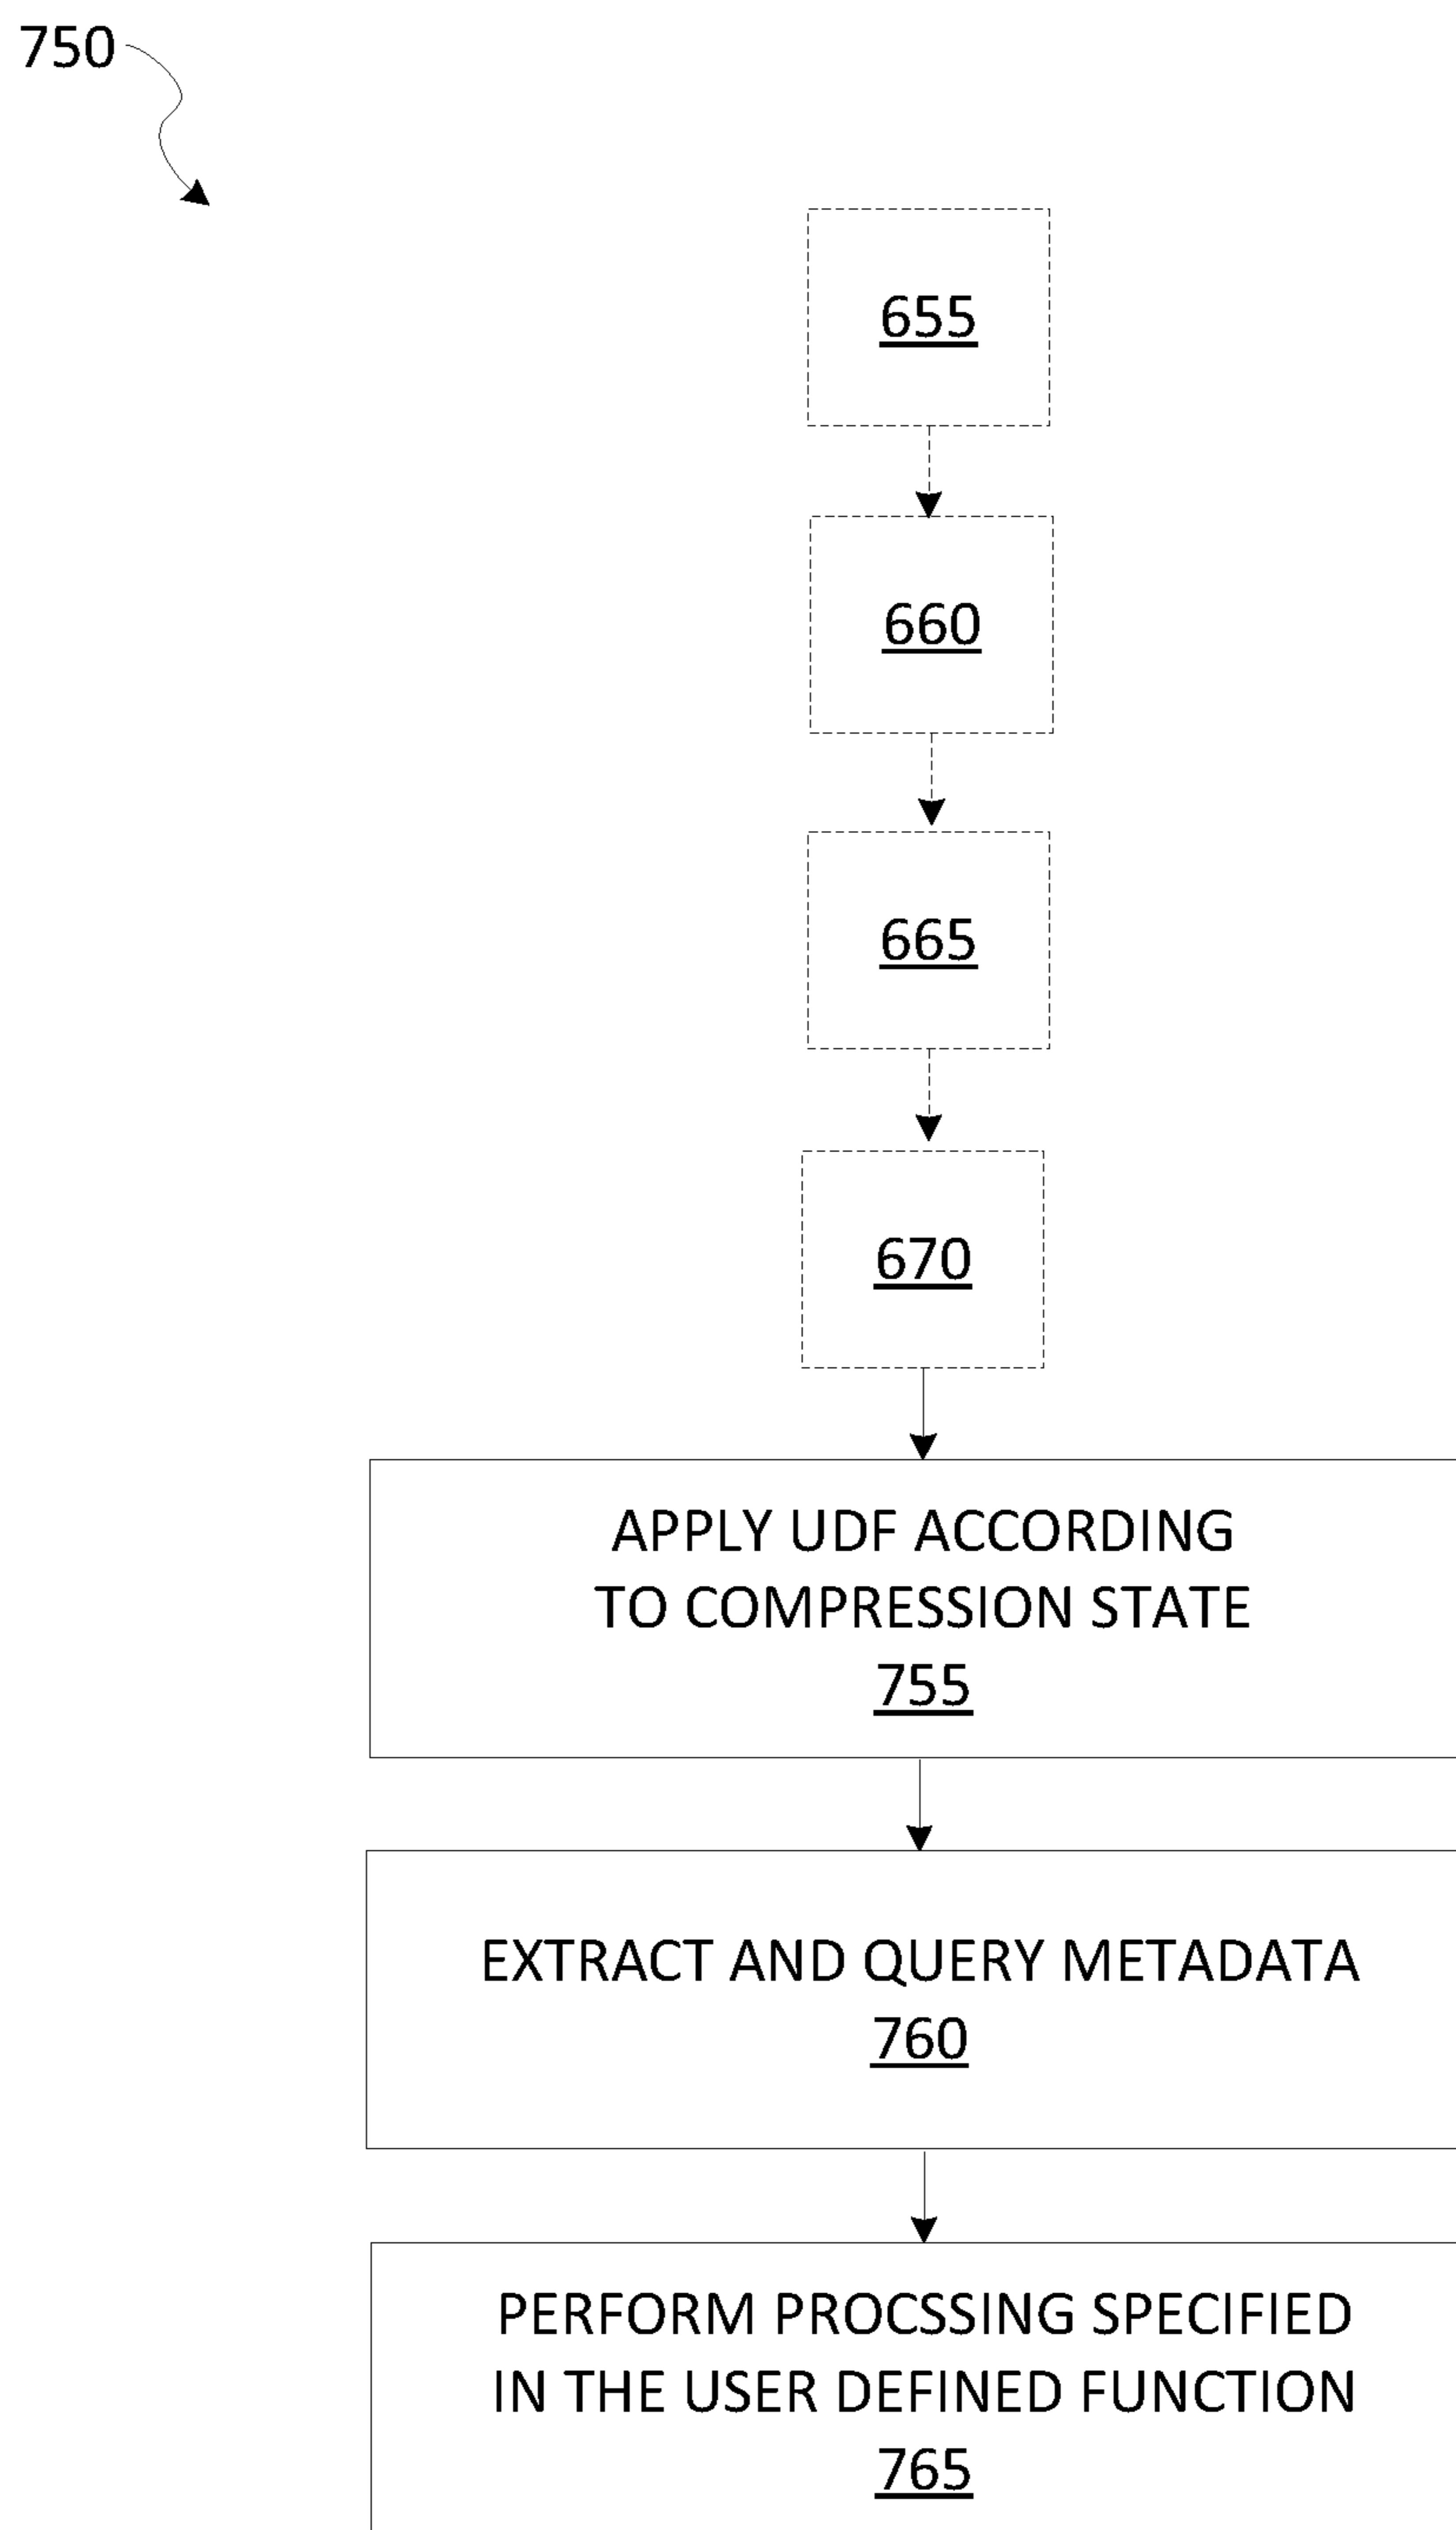 750
655
660
665
670
APPLY UDF ACCORDING
TO COMPRESSION STATE
755
EXTRACT AND QUERY METADATA
760
PERFORM PROCSSING SPECIFIED
IN THE USER DEFINED FUNCTION
765